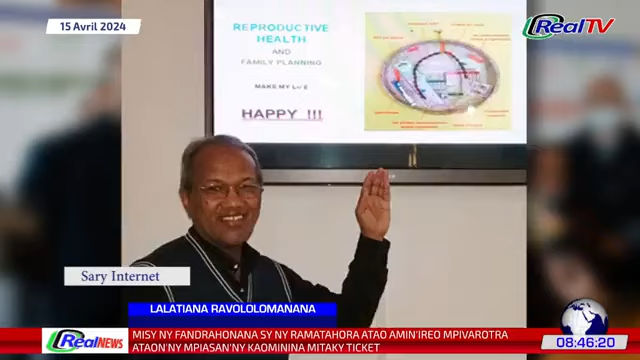 15 Avril 2024
RealTV
REPRODUCTIVE
HEALTH
AND
FAMILY PLANNING
MAKE MY
HAPPY !!!
Sary Internet
LALATIANA RAVOLOLOMANANA
RealNEWS
MISY NY FANDRAHONANA SY NY RAMATAHORA ATAO AMIN'IREO MPIVAROTRA
ATAON'NY MPIASAN'NY KAOMININA MITAKY TICKET
08:46:20